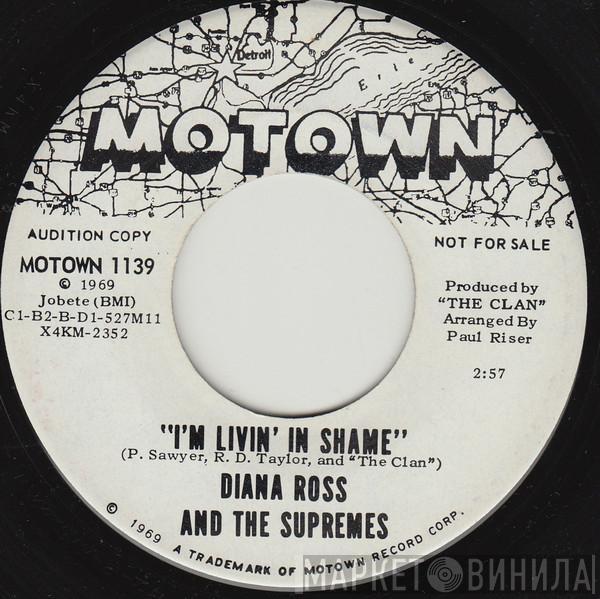 Detroit
Erie
MOTOWN
AUDITION COPY
NOT FOR SALE
MOTOWN 1139
© 1969
Jobete (BMI)
C1-B2-B-D1-527M11
X4KM-2352
Produced by
"THE CLAN"
Arranged By
Paul Riser
2:57
"I'M LIVIN' IN SHAME"
(P. Sawyer, R. D. Taylor, and "The Clan")
DIANA ROSS
AND THE SUPREMES
© 1969 A TRADEMARK OF MOTOWN RECORD CORP.
МАРКЕТ ВИНИЛА